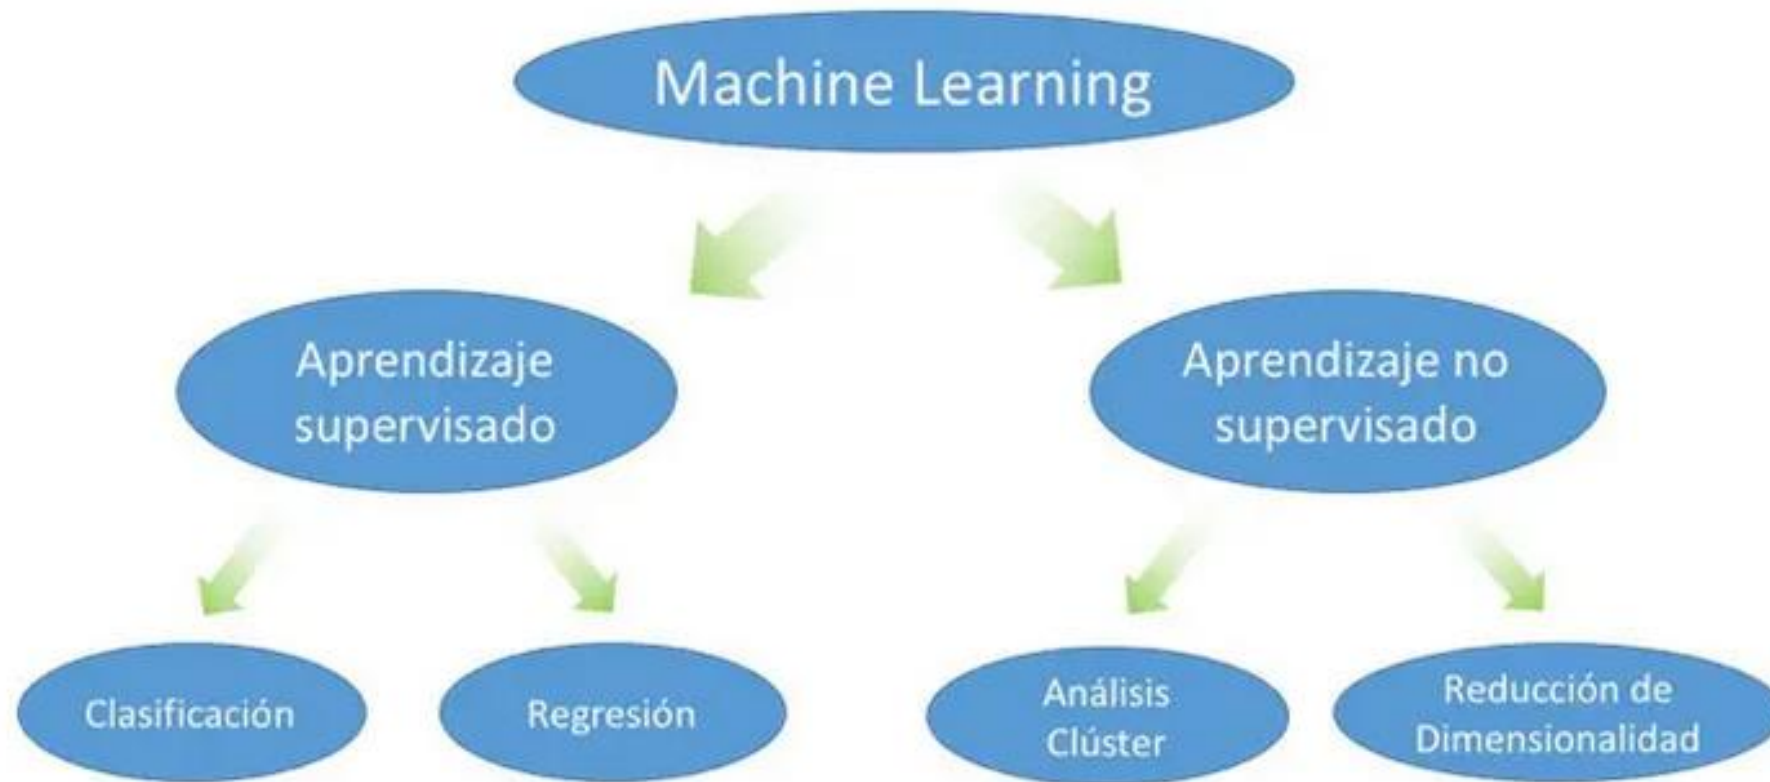 Machine Learning
Aprendizaje
supervisado
Aprendizaje no
supervisado
Clasificación
Regresión
Análisis
Clúster
Reducción de
Dimensionalidad